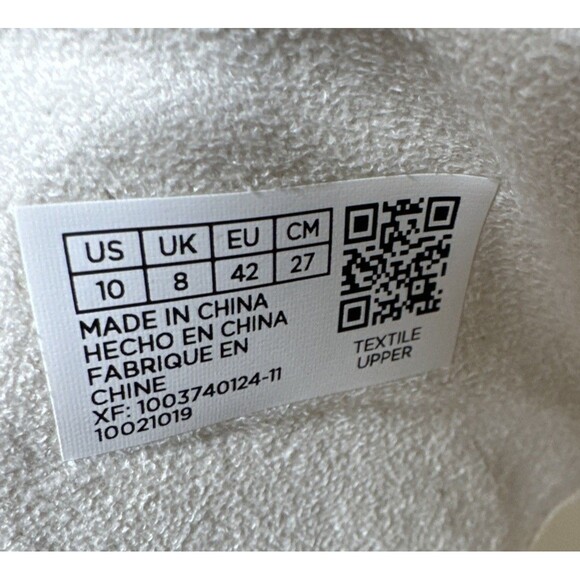 US UK EU CM
10 8 42 27
MADE IN CHINA
HECHO EN CHINA
FABRIQUE EN
CHINE
XF: 1003740124-11
10021019
TEXTILE
UPPER